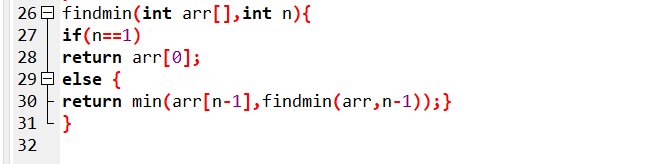 26 findmin(int arr[],int n){
27 if(n==1)
28 return arr[0];
29 else {
30 return min(arr[n-1],findmin(arr,n-1));}
31 }
32